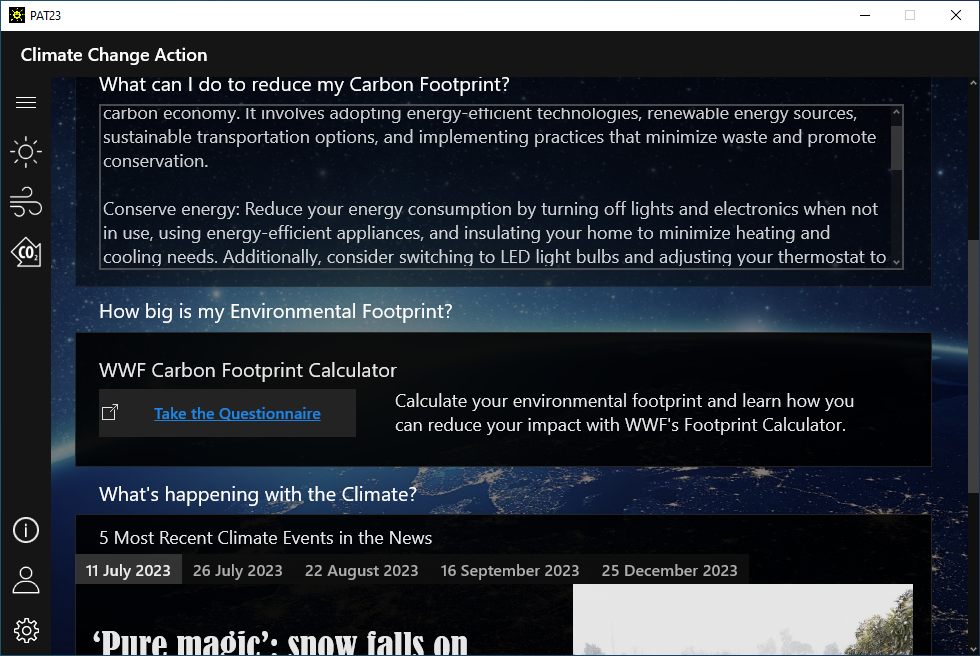 PAT23
Climate Change Action
What can I do to reduce my Carbon Footprint?
carbon economy. It involves adopting energy-efficient technologies, renewable energy sources,
sustainable transportation options, and implementing practices that minimize waste and promote
conservation.
Conserve energy: Reduce your energy consumption by turning off lights and electronics when not
in use, using energy-efficient appliances, and insulating your home to minimize heating and
cooling needs. Additionally, consider switching to LED light bulbs and adjusting your thermostat to
CO₂
How big is my Environmental Footprint?
WWF Carbon Footprint Calculator
Take the Questionnaire
Calculate your environmental footprint and learn how you
can reduce your impact with WWF's Footprint Calculator.
What's happening with the Climate?
5 Most Recent Climate Events in the News
11 July 2023 26 July 2023 22 August 2023 16 September 2023 25 December 2023
‘Pure magic’: snow falls on